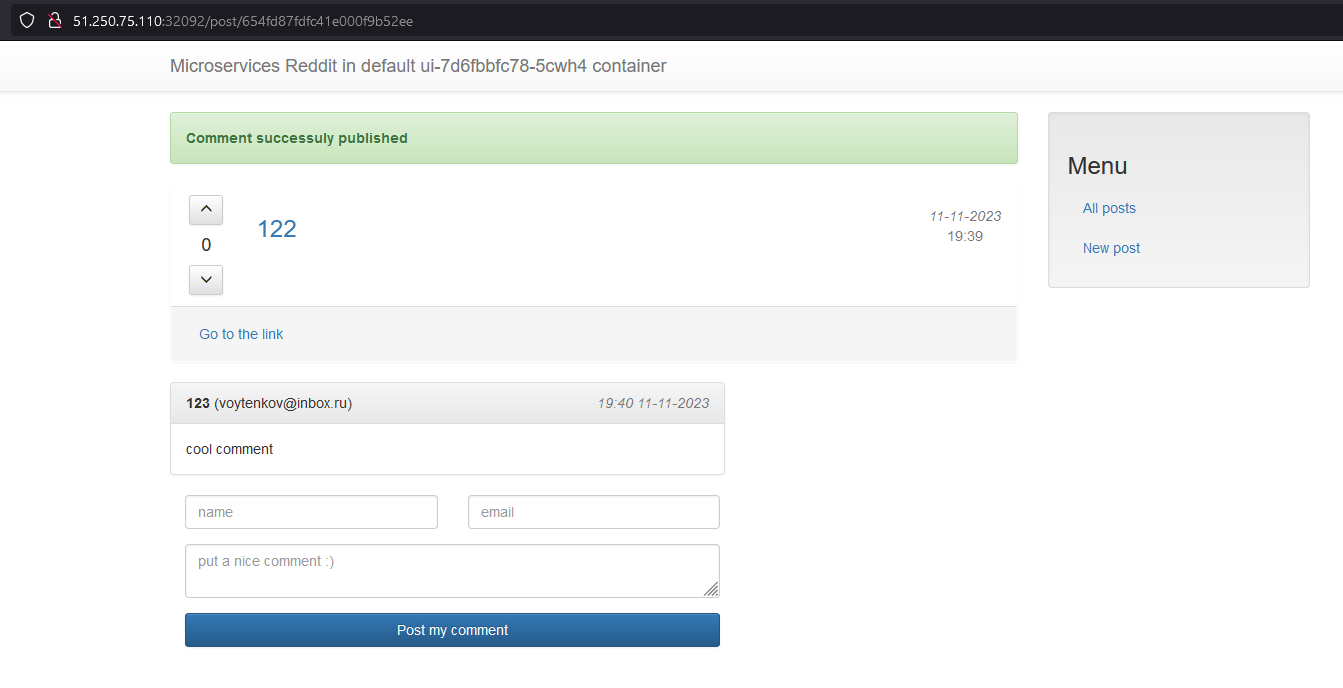 51.250.75.110:32092/post/654fd87fdfc41e000f9b52ee
Microservices Reddit in default ui-7d6fbbfc78-5cwh4 container
Comment successuly published
Menu
All posts
New post
122
11-11-2023
19:39
0
Go to the link
123 (voytenkov@inbox.ru)
19:40 11-11-2023
cool comment
name
email
put a nice comment :)
Post my comment